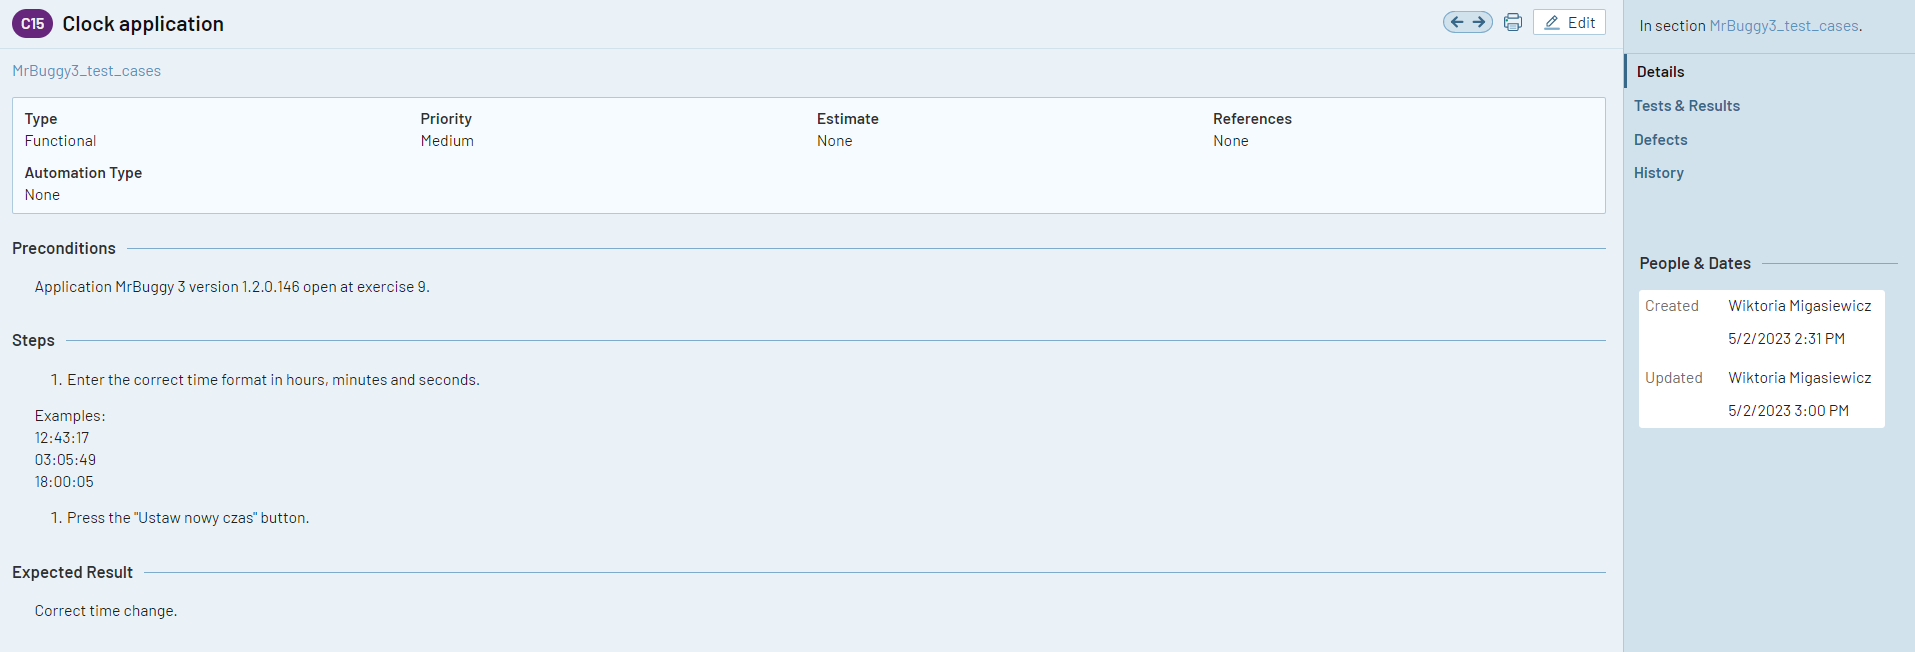 C15 Clock application
Edit
MrBuggy3_test_cases
Type Priority Estimate References
Functional Medium None None
Automation Type
None
Preconditions
Application MrBuggy 3 version 1.2.0.146 open at exercise 9.
Steps
1. Enter the correct time format in hours, minutes and seconds.
Examples:
12:43:17
03:05:49
18:00:05
1. Press the "Ustaw nowy czas" button.
Expected Result
Correct time change.
In section MrBuggy3_test_cases.
Details
Tests & Results
Defects
History
People & Dates
Created Wiktoria Migasiewicz
5/2/2023 2:31 PM
Updated Wiktoria Migasiewicz
5/2/2023 3:00 PM